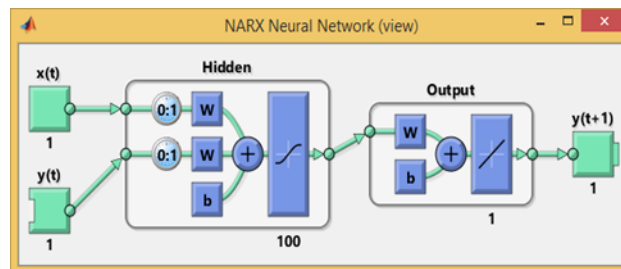 NARX Neural Network (view)
x(t)
1
y(t)
1
Hidden
0:1
W
0:1
W
b
+
100
Output
W
b
+
1
y(t+1)
1